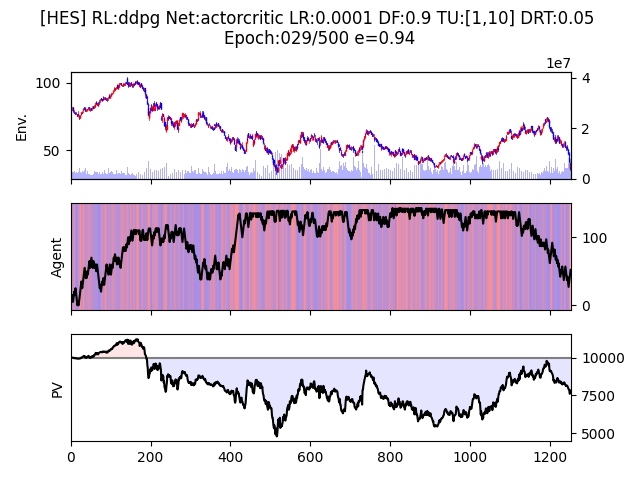 [HES] RL:ddpg Net:actorcritic LR:0.0001 DF:0.9 TU:[1,10] DRT:0.05
Epoch:029/500 e=0.94
1e7
100
50
Env.
4
2
0
Agent
100
0
PV
10000
7500
5000
0 200 400 600 800 1000 1200